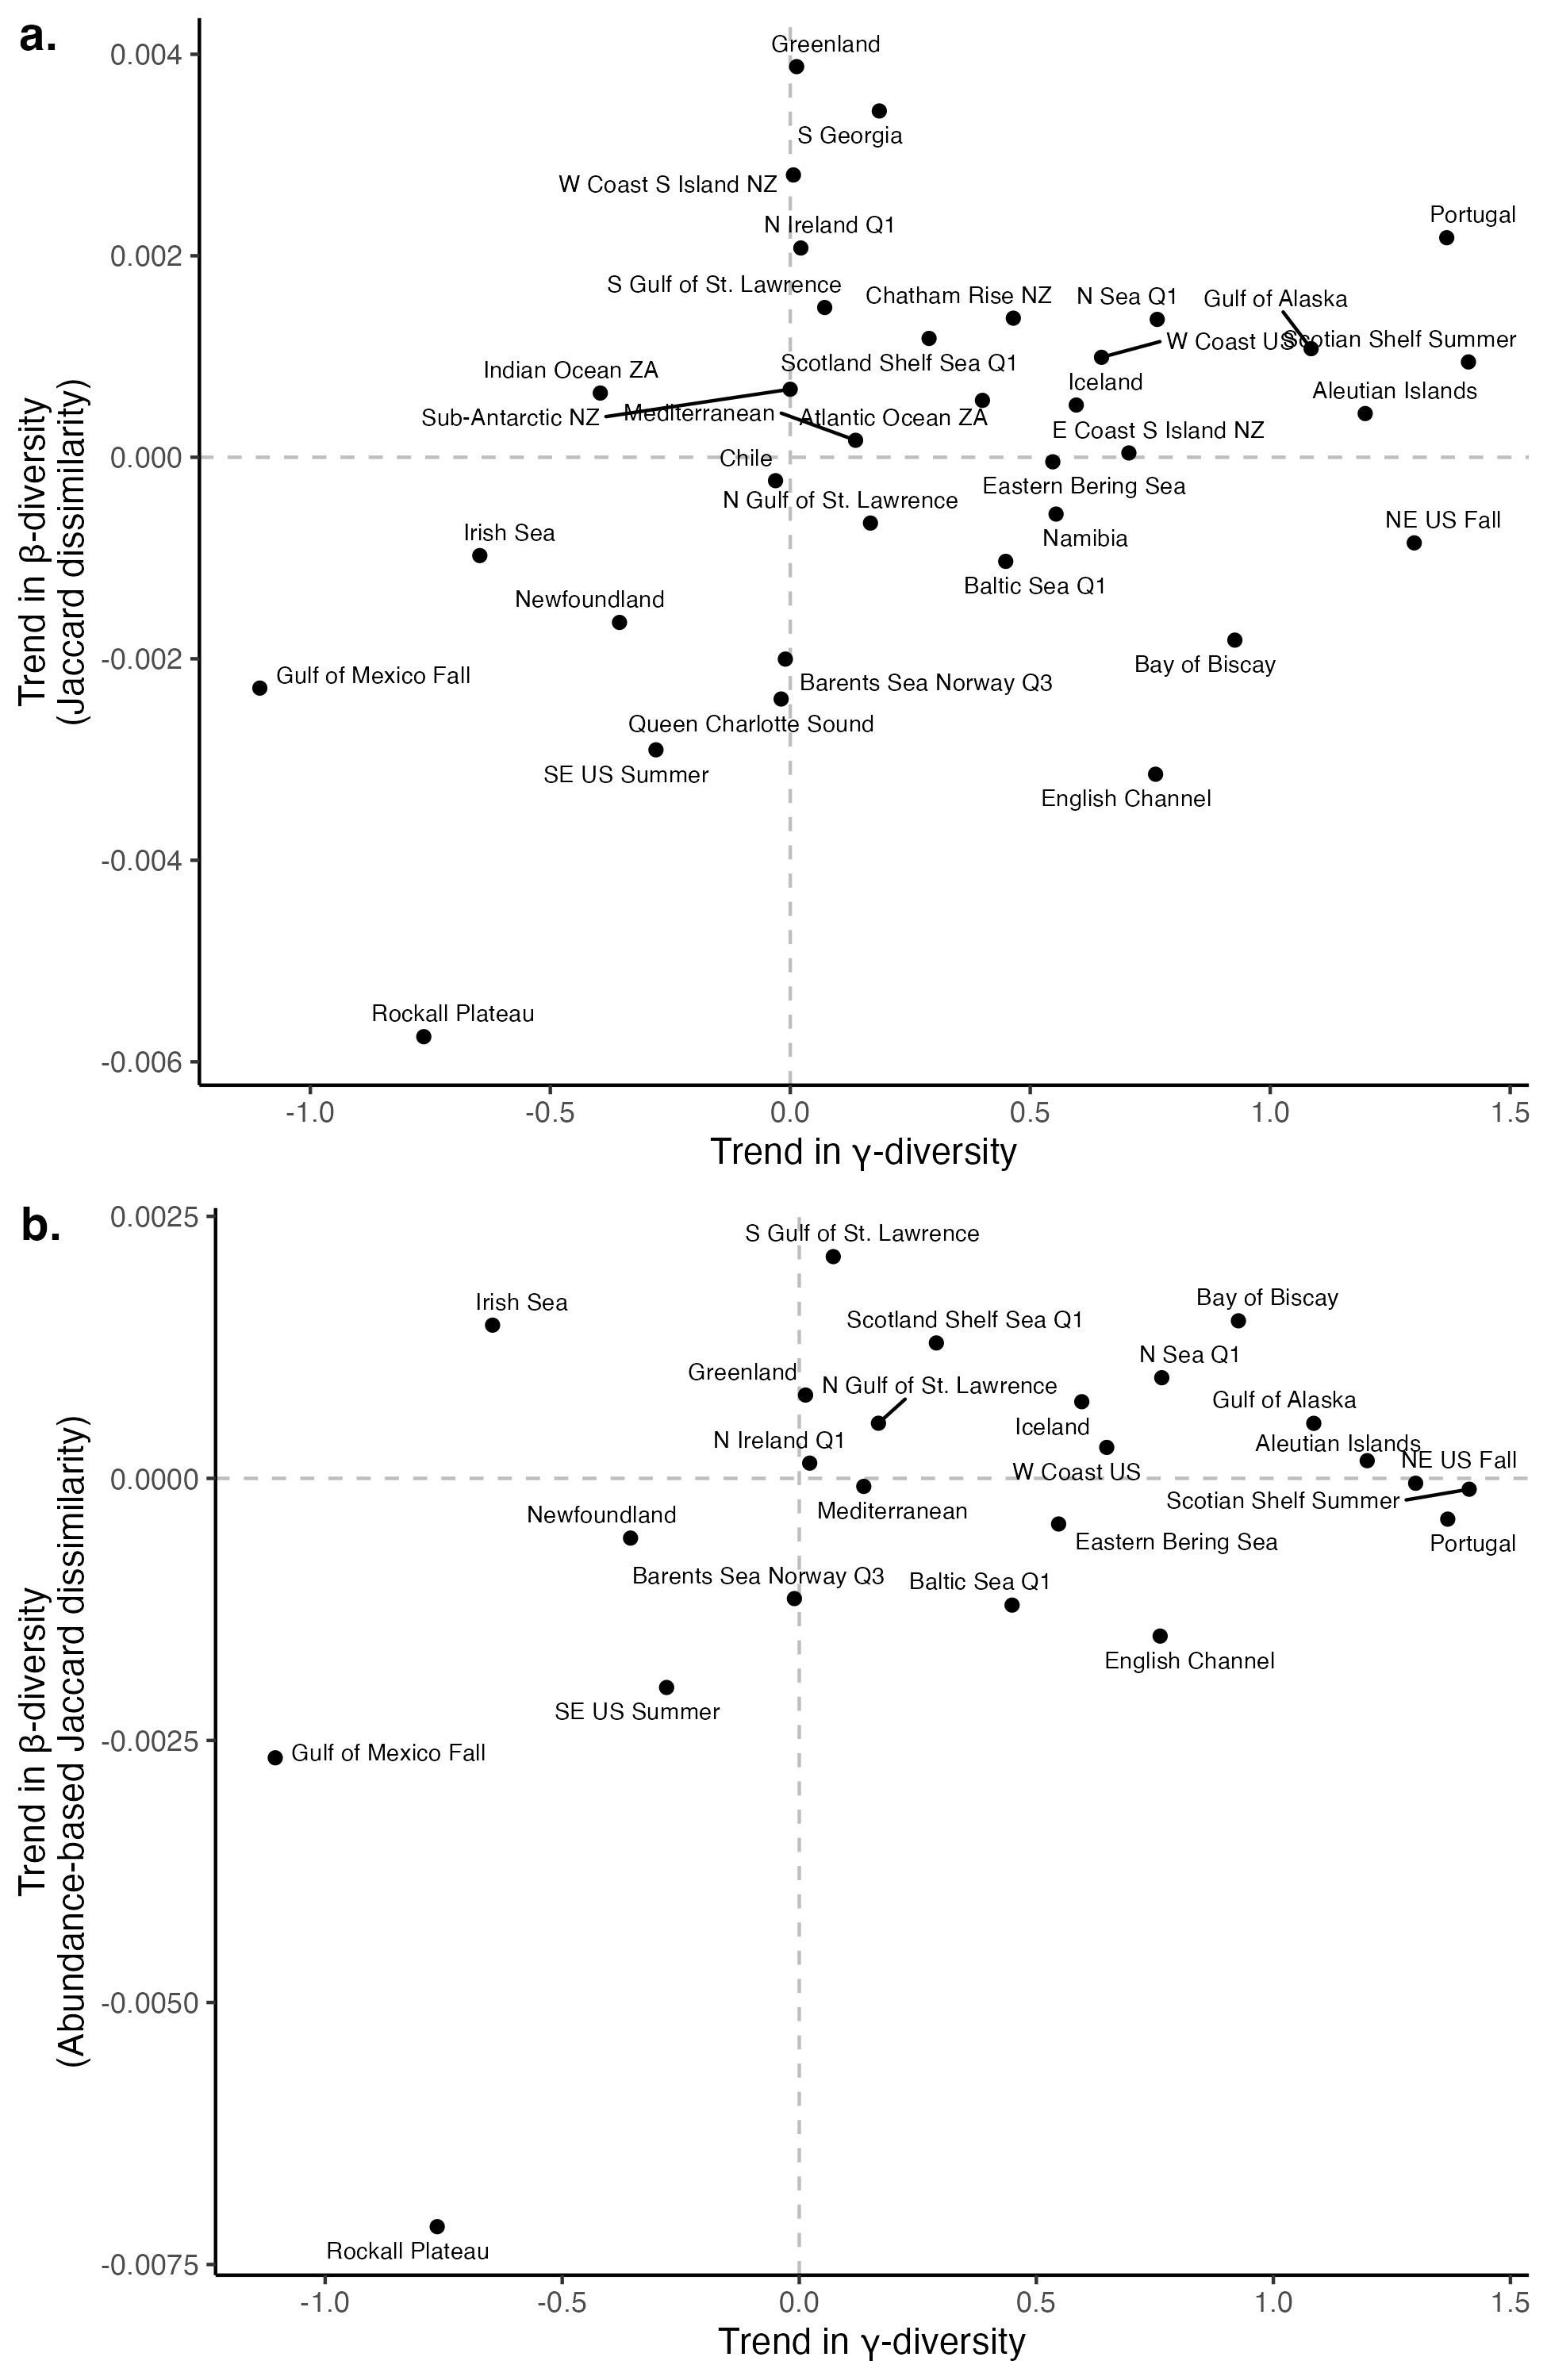 a.
0.004
0.002
0.000
-0.002
-0.004
-0.006
Trend in β-diversity
(Jaccard dissimilarity)
Greenland
S Georgia
W Coast S Island NZ
N Ireland Q1
Portugal
S Gulf of St. Lawrence
Chatham Rise NZ
N Sea Q1
Gulf of Alaska
W Coast US
Scotian Shelf Summer
Scotland Shelf Sea Q1
Indian Ocean ZA
Iceland
Aleutian Islands
Sub-Antarctic NZ
Mediterranean
Atlantic Ocean ZA
E Coast S Island NZ
Chile
Eastern Bering Sea
N Gulf of St. Lawrence
NE US Fall
Irish Sea
Namibia
Baltic Sea Q1
Newfoundland
Bay of Biscay
Gulf of Mexico Fall
Barents Sea Norway Q3
Queen Charlotte Sound
SE US Summer
English Channel
Rockall Plateau
-1.0
-0.5
0.0
0.5
1.0
1.5
Trend in γ-diversity
b.
0.0025
0.0000
-0.0025
-0.0050
-0.0075
Trend in β-diversity
(Abundance-based Jaccard dissimilarity)
S Gulf of St. Lawrence
Irish Sea
Bay of Biscay
Scotland Shelf Sea Q1
N Sea Q1
Greenland
N Gulf of St. Lawrence
Gulf of Alaska
Iceland
N Ireland Q1
Aleutian Islands
NE US Fall
W Coast US
Scotian Shelf Summer
Mediterranean
Newfoundland
Eastern Bering Sea
Portugal
Barents Sea Norway Q3
Baltic Sea Q1
English Channel
SE US Summer
Gulf of Mexico Fall
Rockall Plateau
-1.0
-0.5
0.0
0.5
1.0
1.5
Trend in γ-diversity